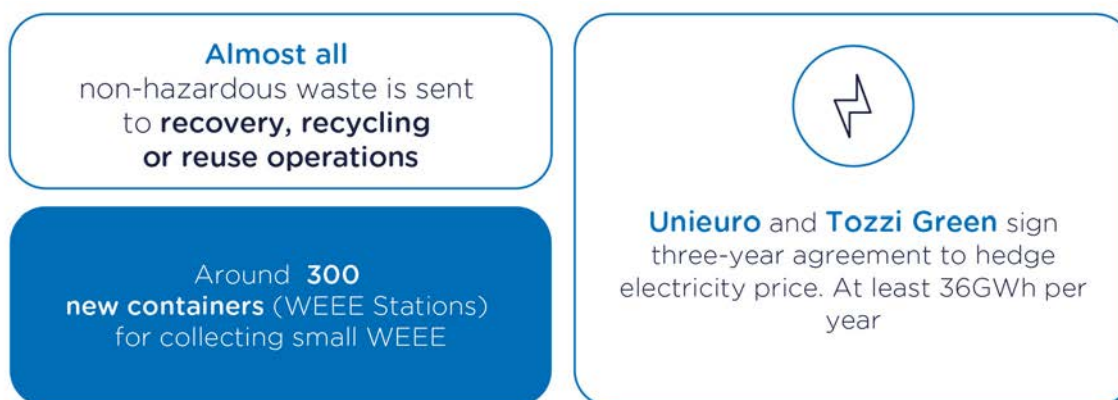 Almost all
non-hazardous waste is sent
to recovery, recycling
or reuse operations
Around 300
new containers (WEEE Stations)
for collecting small WEEE
Unieuro and Tozzi Green sign
three-year agreement to hedge
electricity price. At least 36GWh per
year